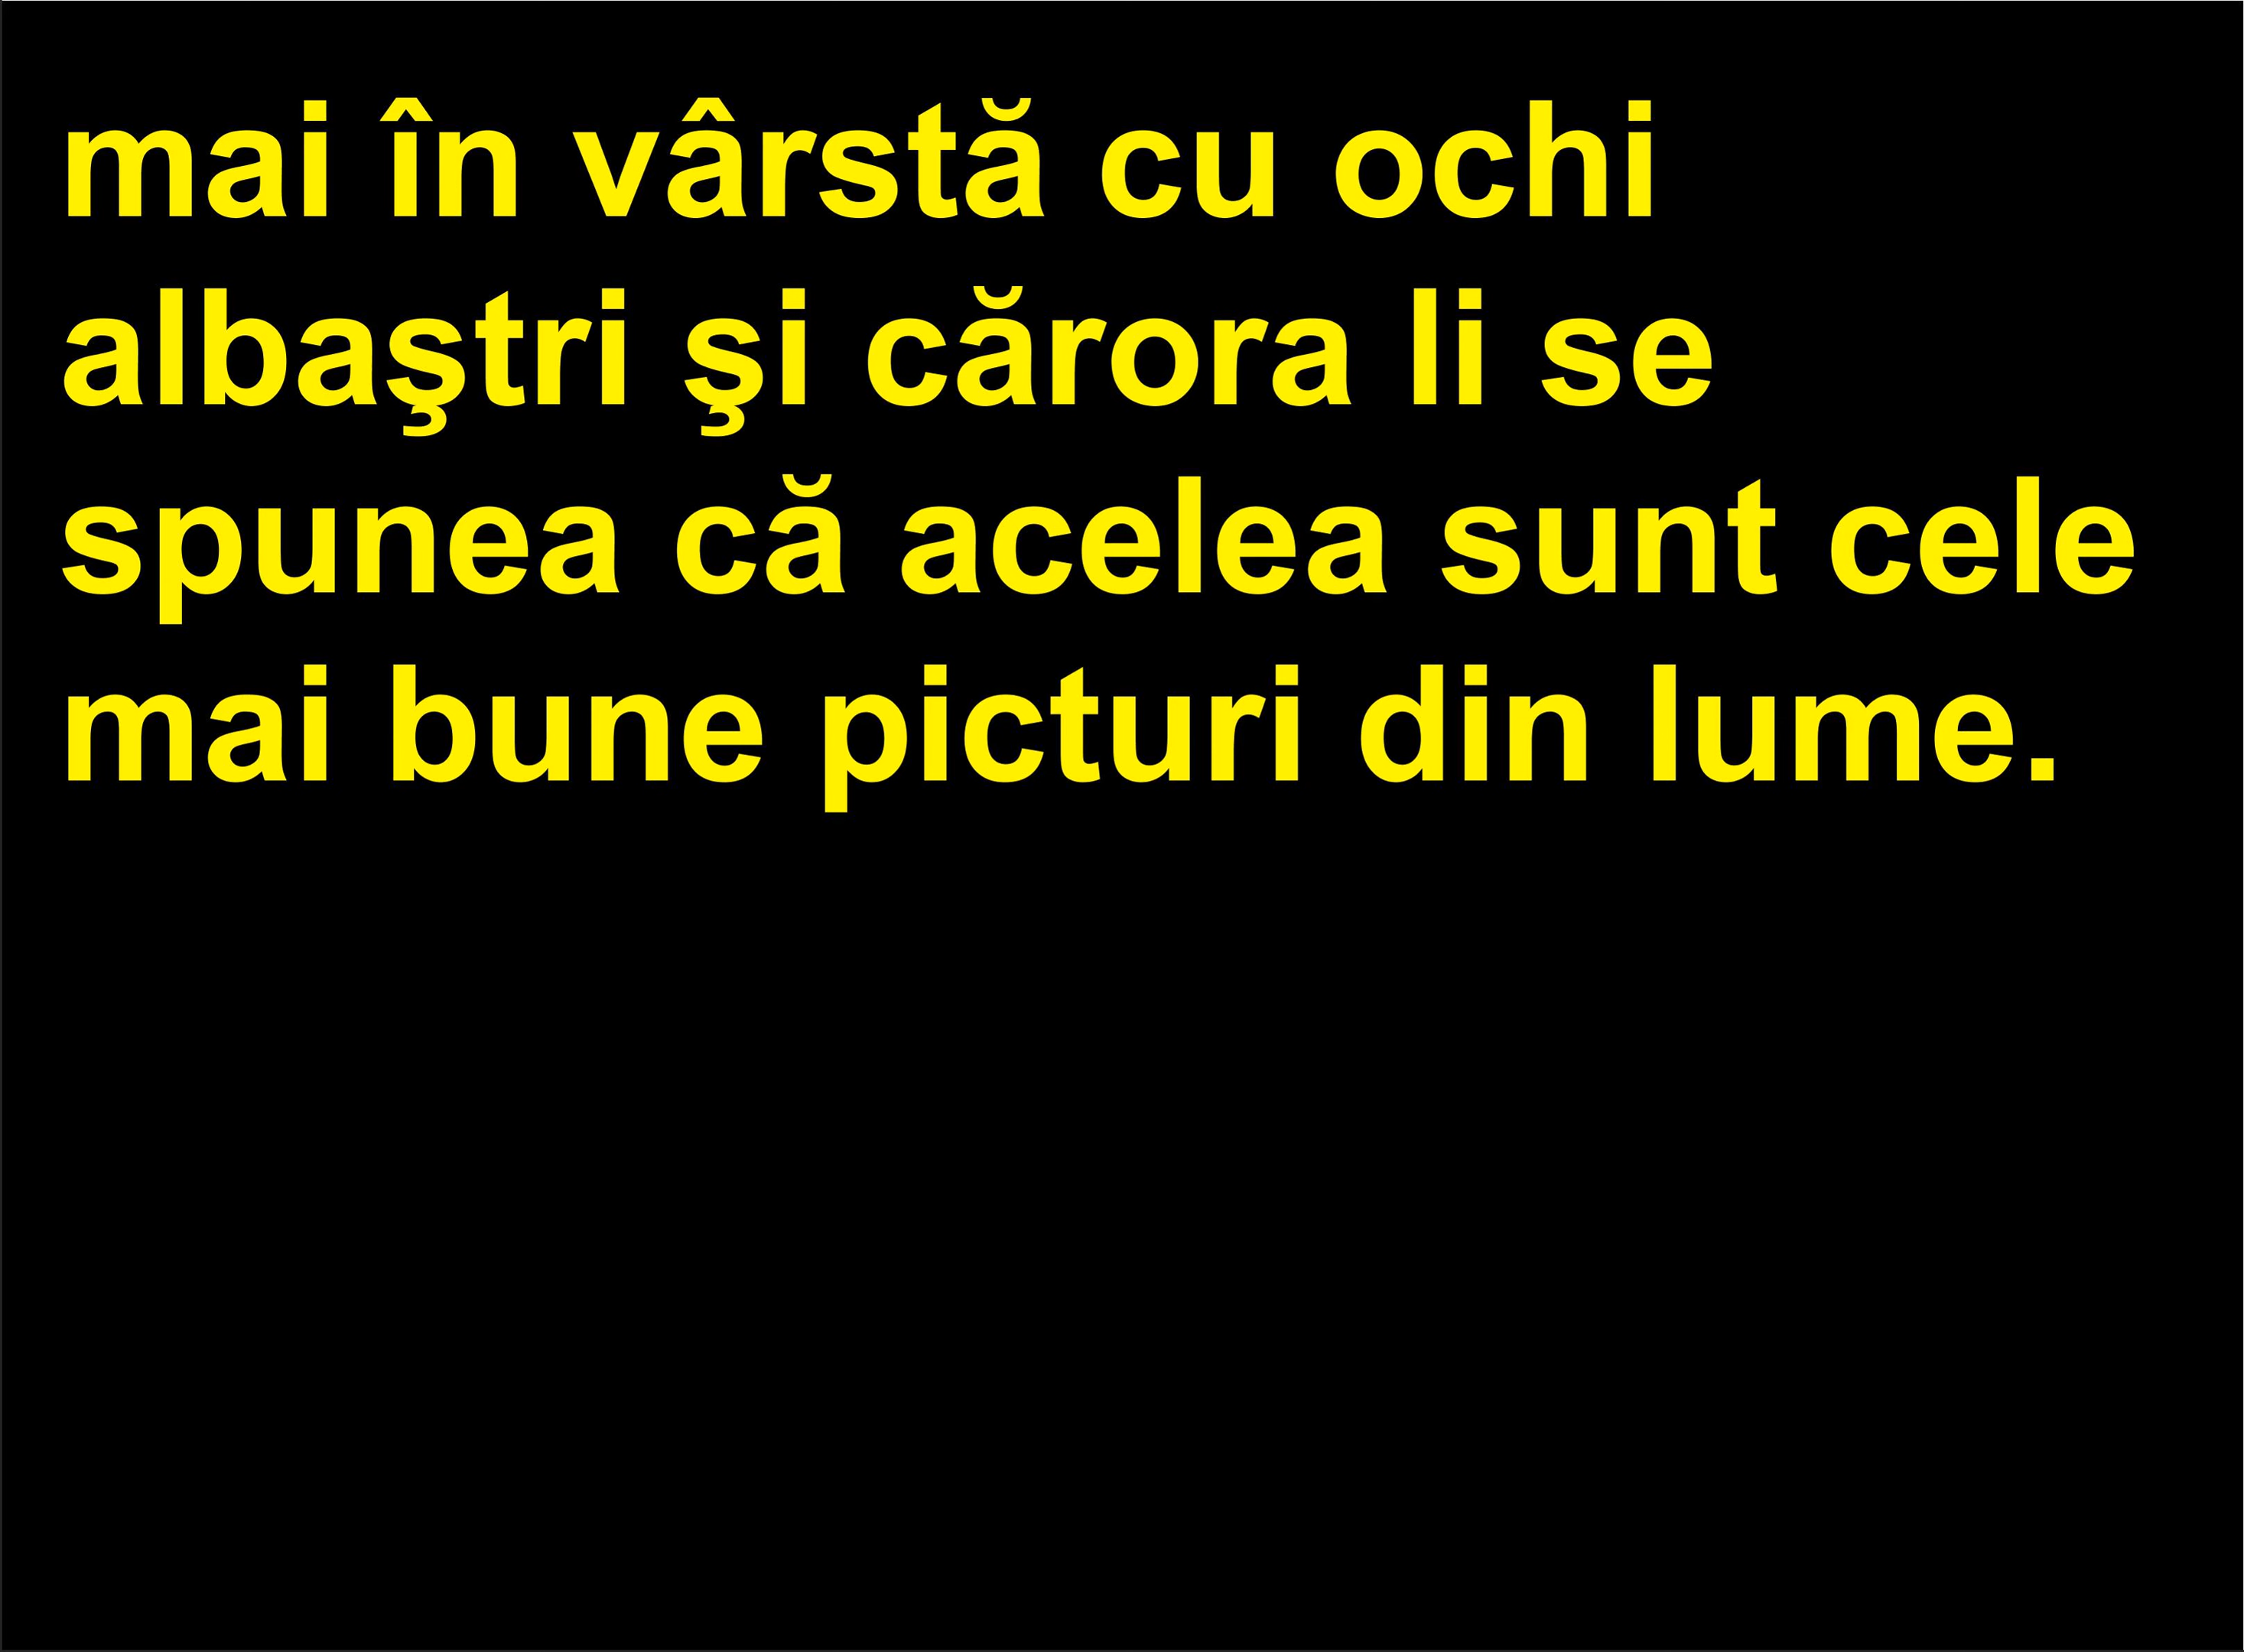 mai în vârstă cu ochi
albaştri şi cărora li se
spunea că acelea sunt cele
mai bune picturi din lume.